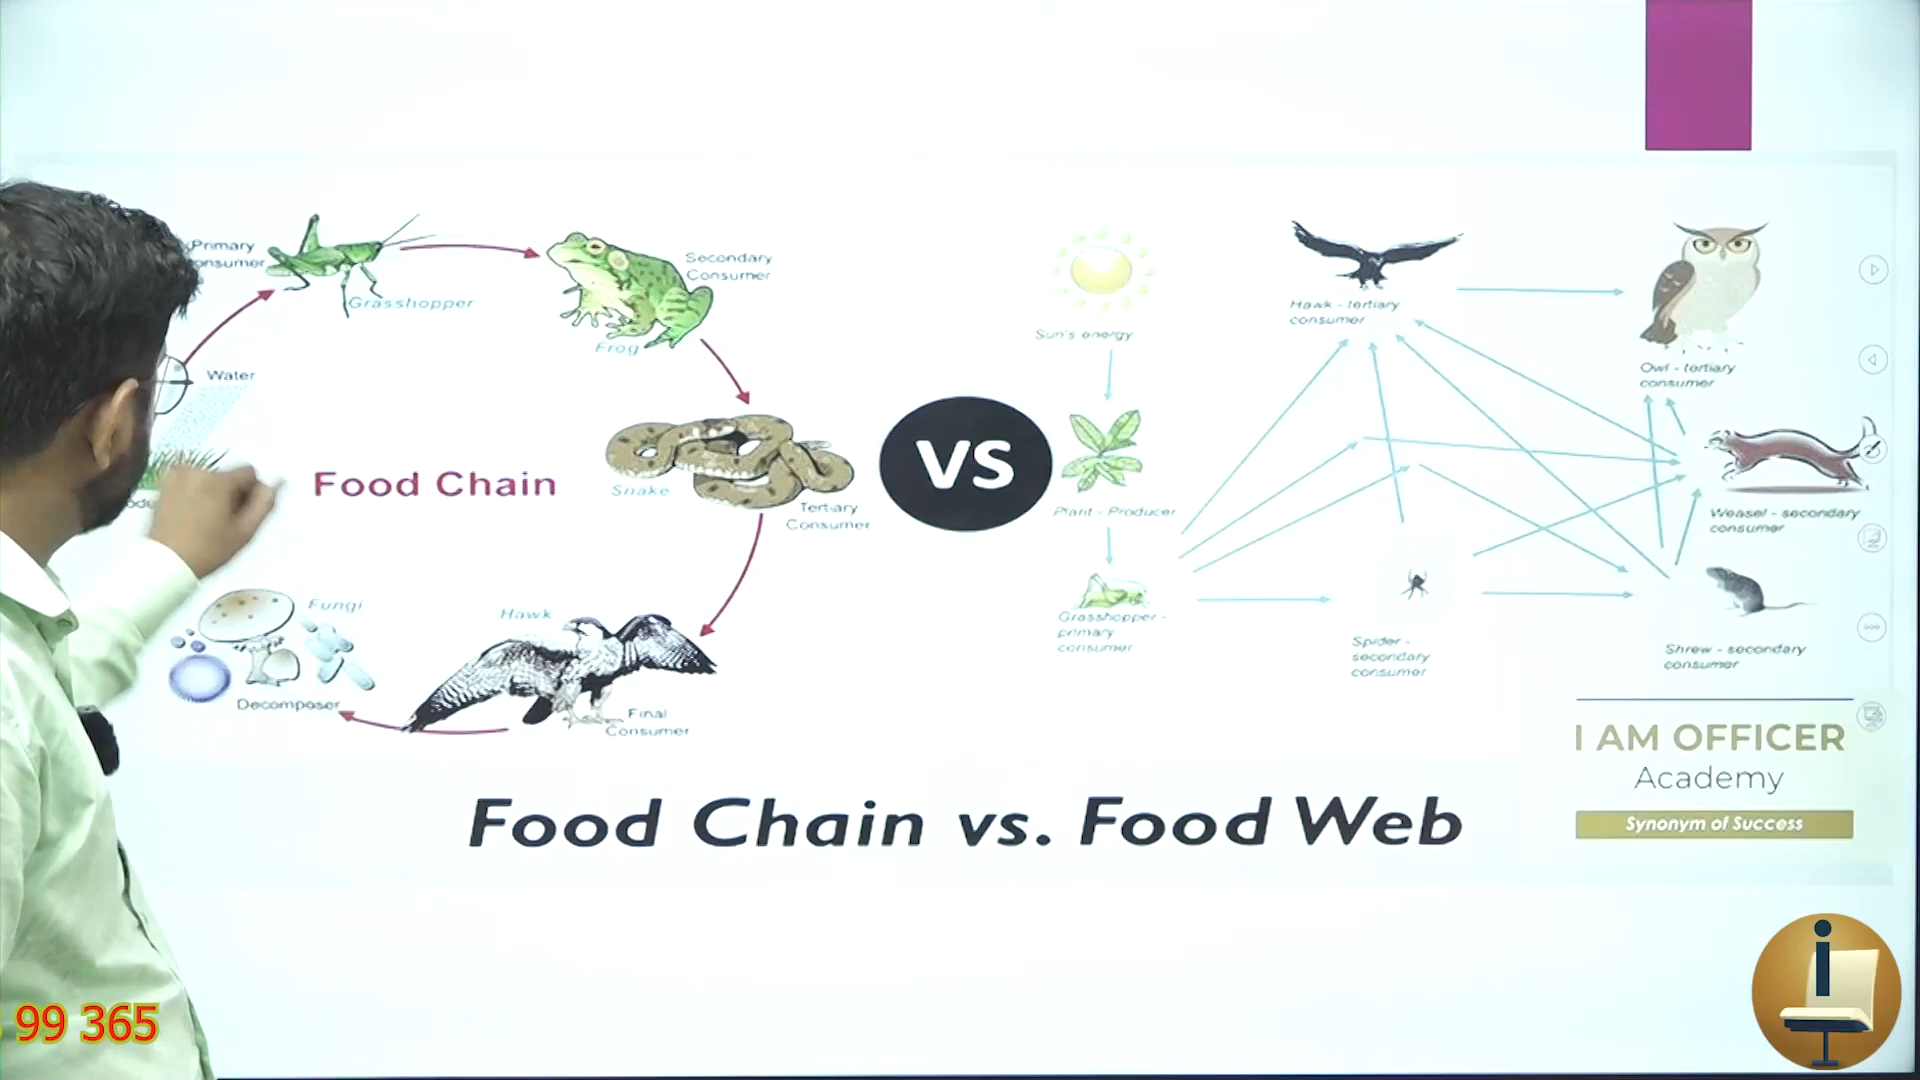 Primary
onsumer
Grasshopper
Secondary
Consumer
Frog
Water
Food Chain
Snake
Tertiary
Consumer
Fungi
Hawk
Decomposer
Final
Consumer
VS
Sun's energy
Hawk - tertiary
consumer
Owl - tertiary
consumer
Plant - Producer
Weasel - secondary
consumer
Grasshopper -
primary
consumer
Spider -
secondary
consumer
Shrew - secondary
consumer
I AM OFFICER
Academy
Synonym of Success
Food Chain vs. Food Web
99 365